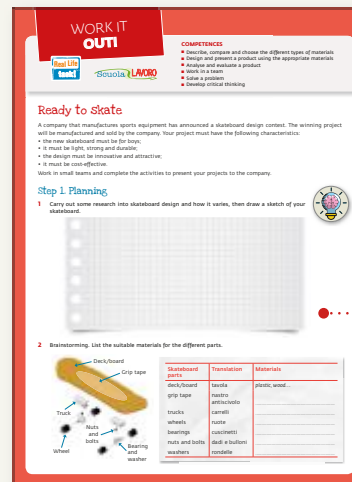 WORK IT
OUT!
Real Life
task!
Scuola LAVORO
COMPETENCES
Describe, compare and choose the different types of materials
Design and present a product using the appropriate materials
Analyse and evaluate a product
Work in a team
Solve a problem
Develop critical thinking
Ready to skate
A company that manufactures sports equipment has announced a skateboard design contest. The winning project
will be manufactured and sold by the company. Your project must have the following characteristics:
• the new skateboard must be for boys;
• it must be light, strong and durable;
• the design must be innovative and attractive;
• it must be cost-effective.
Work in small teams and complete the activities to present your projects to the company.
Step 1. Planning
1 Carry out some research into skateboard design and how it varies, then draw a sketch of your
skateboard.
2 Brainstorming. List the suitable materials for the different parts.
Deck/board
Grip tape
Truck
Nuts
and
bolts
Wheel
Bearing
and
washer
Skateboard
parts
Translation
Materials
deck/board tavola plastic, wood...
grip tape nastro
antiscivolo
trucks carrelli
wheels ruote
bearings cuscinetti
nuts and bolts dadi e bulloni
washers rondelle